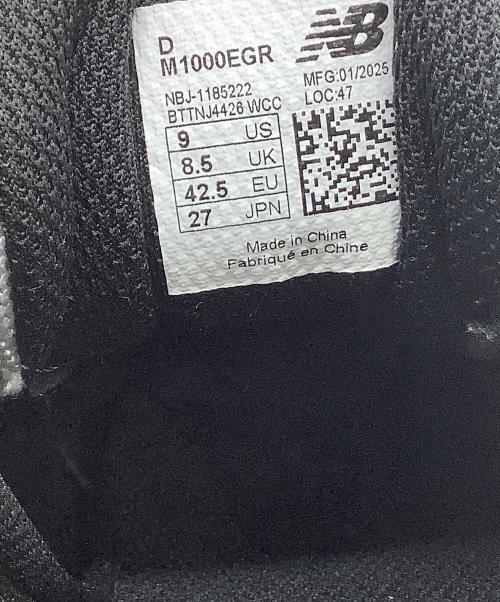 D
M1000EGR
NB
NBJ-1185222
BTTNJ4426 WCC
MFG:01/2025
LOC:47
9 US
8.5 UK
42.5 EU
27 JPN
Made in China
Fabriqué en Chine